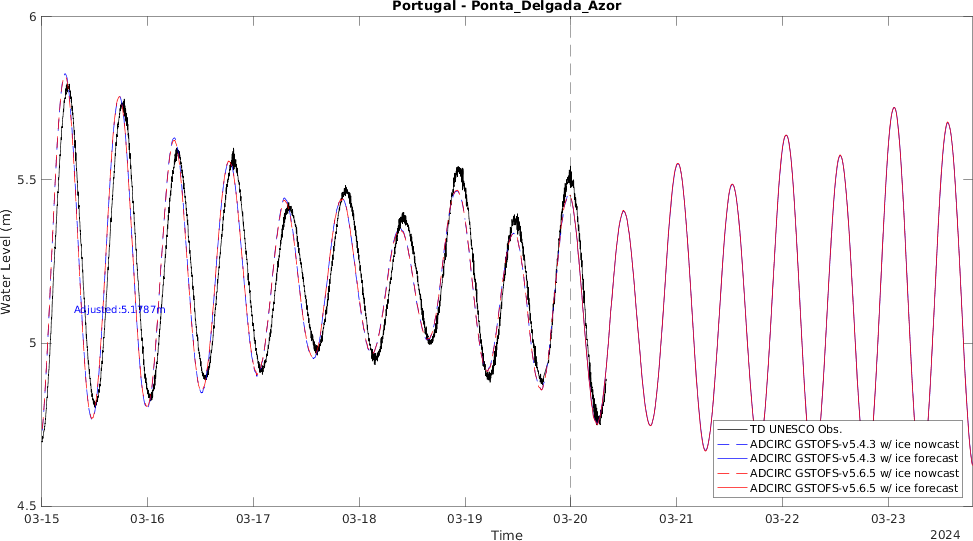 Portugal - Ponta_Delgada_Azor
6
5.5
5
4.5
Water Level (m)
Adjusted:5.1787m
TD UNESCO Obs.
ADCIRC GSTOFS-v5.4.3 w/ ice nowcast
ADCIRC GSTOFS-v5.4.3 w/ ice forecast
ADCIRC GSTOFS-v5.6.5 w/ ice nowcast
ADCIRC GSTOFS-v5.6.5 w/ ice forecast
03-15 03-16 03-17 03-18 03-19 03-20 03-21 03-22 03-23
Time
2024